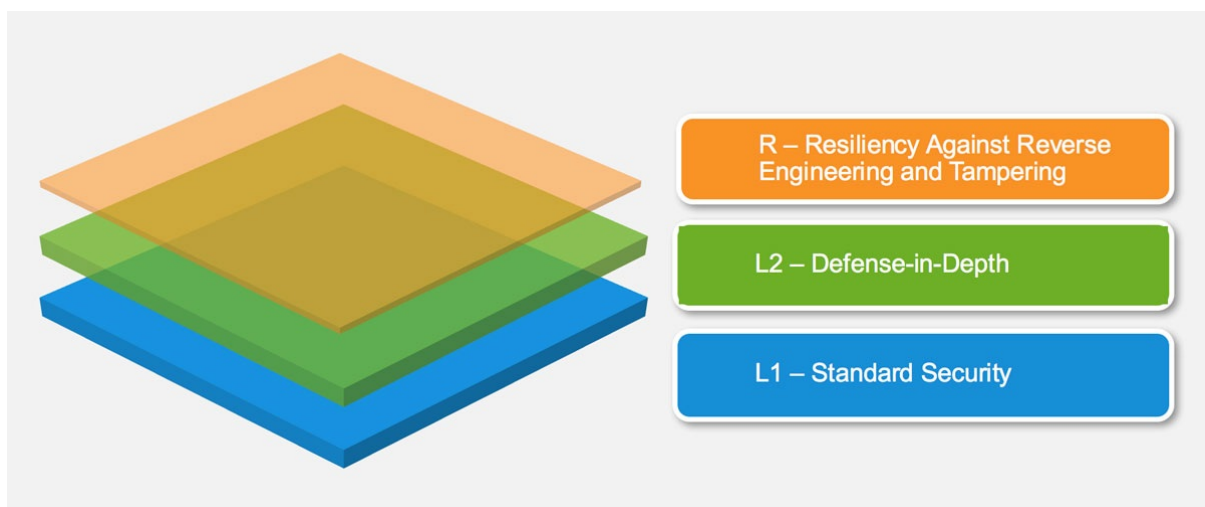 R – Resiliency Against Reverse
Engineering and Tampering
L2 – Defense-in-Depth
L1 – Standard Security